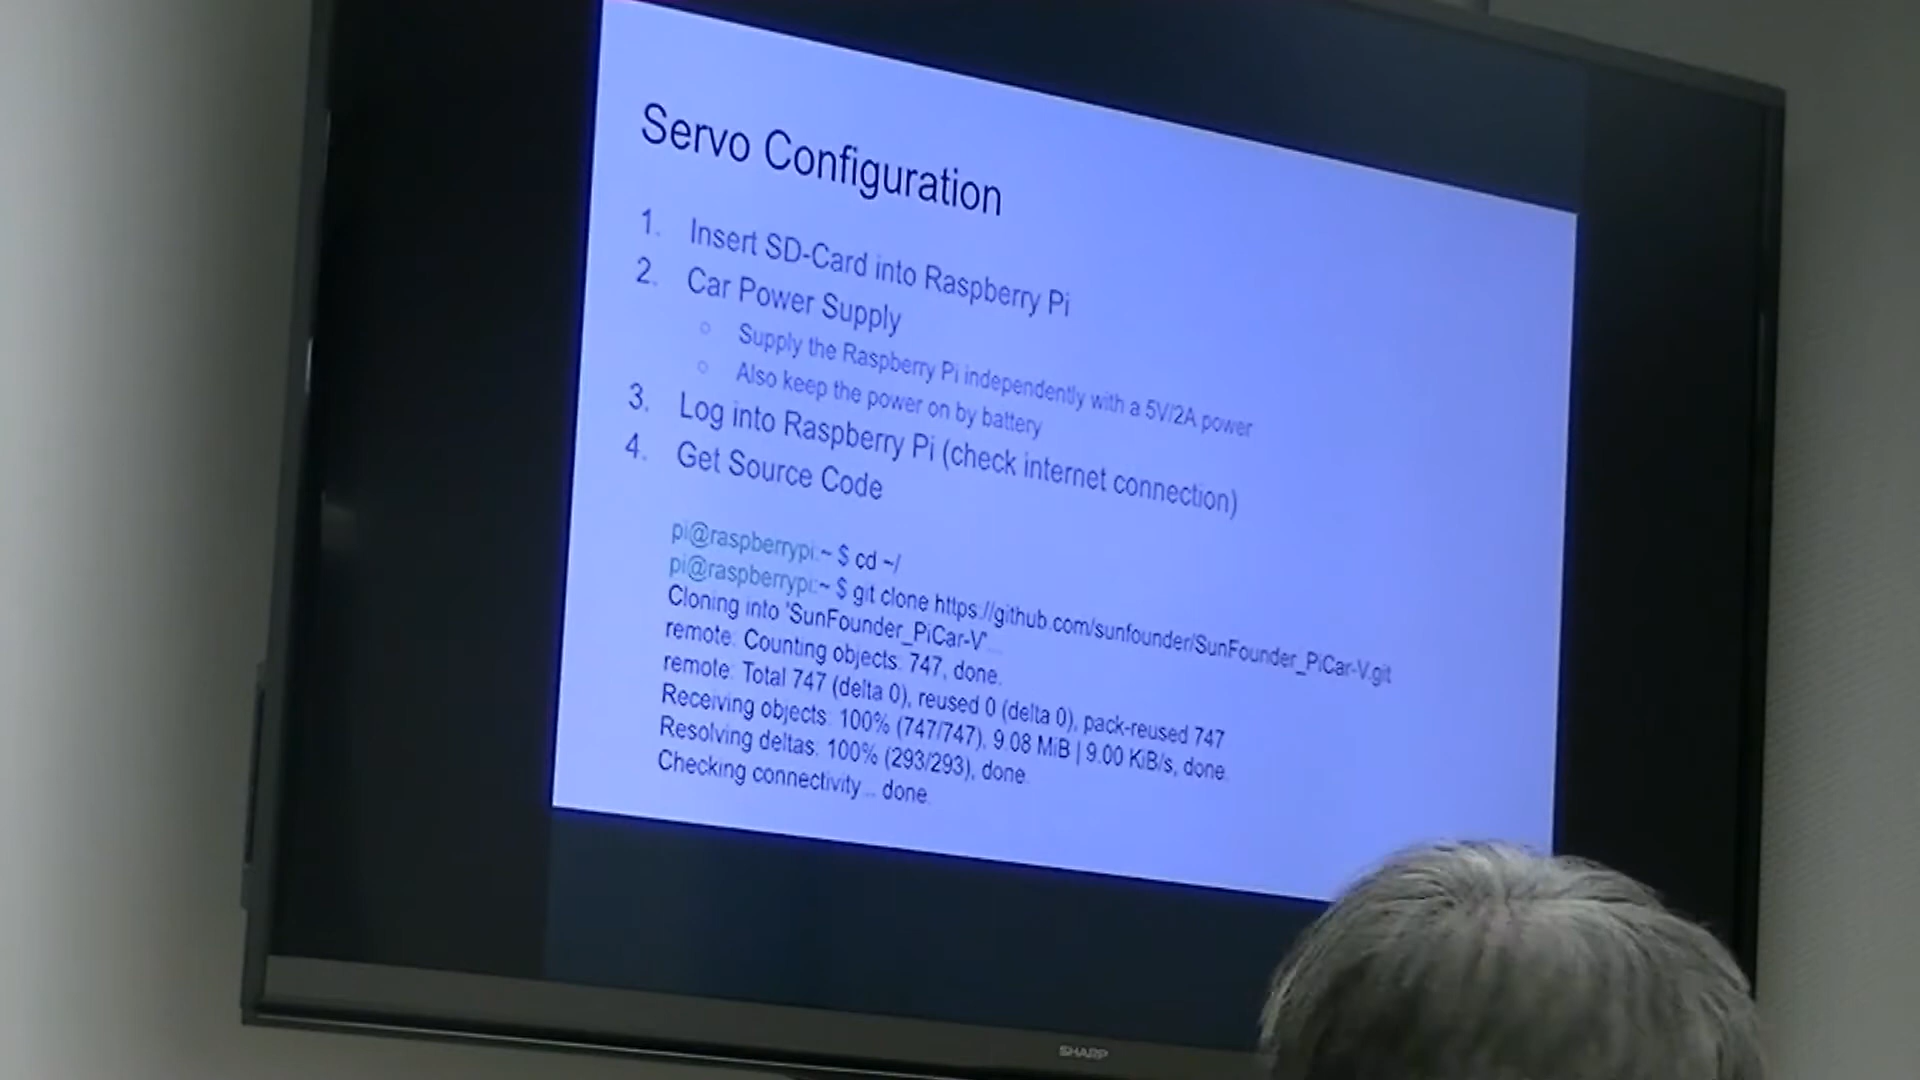 Servo Configuration
1. Insert SD-Card into Raspberry Pi
2. Car Power Supply
○ Supply the Raspberry Pi independently with a 5V/2A power
○ Also keep the power on by battery
3. Log into Raspberry Pi (check internet connection)
4. Get Source Code
pi@raspberrypi:~ $ cd ~/
pi@raspberrypi:~ $ git clone https://github.com/sunfounder/SunFounder_PiCar-V.git
Cloning into 'SunFounder_PiCar-V'...
remote: Counting objects: 747, done.
remote: Total 747 (delta 0), reused 0 (delta 0), pack-reused 747
Receiving objects: 100% (747/747), 9.08 MiB | 9.00 KiB/s, done.
Resolving deltas: 100% (293/293), done.
Checking connectivity... done.
SHARP